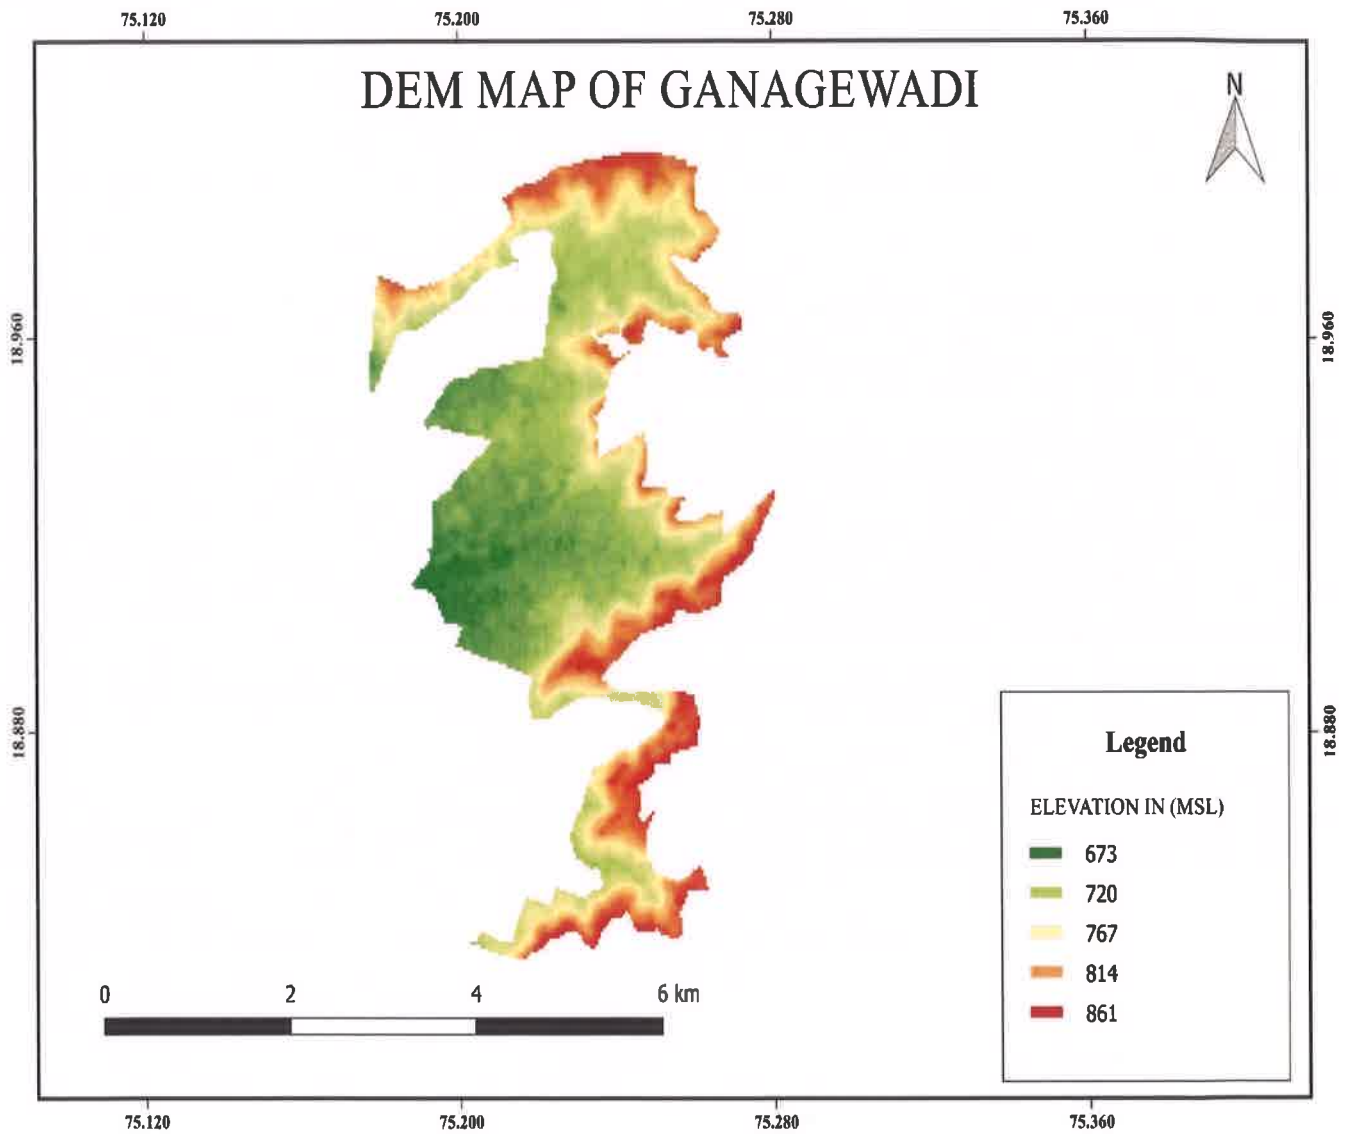 75.120 75.200 75.280 75.360
DEM MAP OF GANAGEWADI
N
18.960 18.960
18.880 18.880
Legend
ELEVATION IN (MSL)
673
720
767
814
861
0 2 4 6 km
75.120 75.200 75.280 75.360